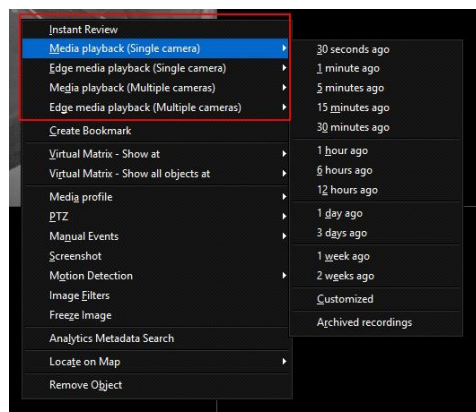 Instant Review
Media playback (Single camera)
Edge media playback (Single camera)
Media playback (Multiple cameras)
Edge media playback (Multiple cameras)
Create Bookmark
Virtual Matrix - Show at
Virtual Matrix - Show all objects at
Media profile
PTZ
Manual Events
Screenshot
Motion Detection
Image Filters
Freeze Image
Analytics Metadata Search
Locate on Map
Remove Object
30 seconds ago
1 minute ago
5 minutes ago
15 minutes ago
30 minutes ago
1 hour ago
6 hours ago
12 hours ago
1 day ago
3 days ago
1 week ago
2 weeks ago
Customized
Archived recordings